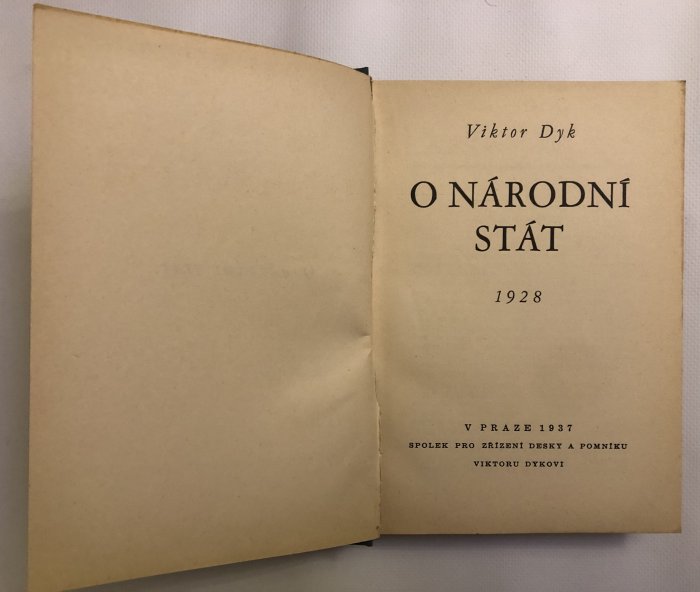 Viktor Dyk
O NÁRODNÍ
STÁT
1928
V PRAZE 1937
SPOLEK PRO ZŘÍZENÍ DESKY A POMNÍKU
VIKTORU DYKOVI